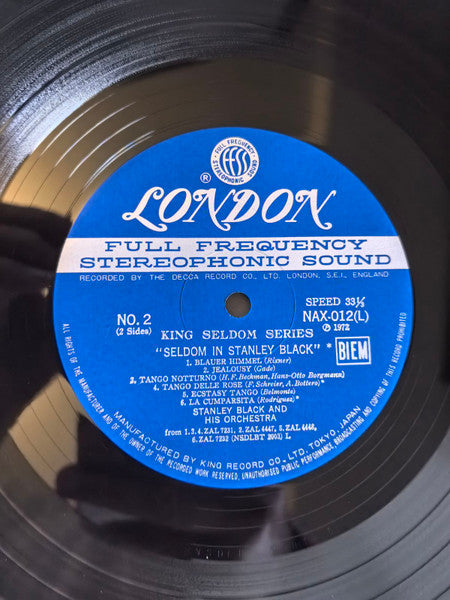 FULL FREQUENCY
ffss
STEREOPHONIC SOUND
®
LONDON
FULL FREQUENCY
STEREOPHONIC SOUND
RECORDED BY THE DECCA RECORD CO., LTD. LONDON, S.E.I., ENGLAND
NO. 2
(2 Sides)
SPEED 33⅓
NAX-012(L)
Ⓟ 1972
KING SELDOM SERIES
"SELDOM IN STANLEY BLACK" *
BIEM
1. BLAUER HIMMEL (Rixner)
2. JEALOUSY (Gade)
3. TANGO NOTTURNO (H. F. Beckman, Hans-Otto Borgmann)
4. TANGO DELLE ROSE (F. Schreier, A. Bottero)*
5. ECSTASY TANGO (Belmonte)
6. LA CUMPARSITA (Rodriguez)*
STANLEY BLACK AND
HIS ORCHESTRA
from 1.3.4. ZAL 7231, 2. ZAL 4447, 5. ZAL 4448,
6. ZAL 7232 (NSDLBT 2003) L
MANUFACTURED BY KING RECORD CO., LTD. TOKYO, JAPAN
ALL RIGHTS OF THE MANUFACTURER AND OF THE OWNER OF THE RECORDED WORK RESERVED. UNAUTHORISED PUBLIC PERFORMANCE, BROADCASTING AND COPYING OF THIS RECORD PROHIBITED